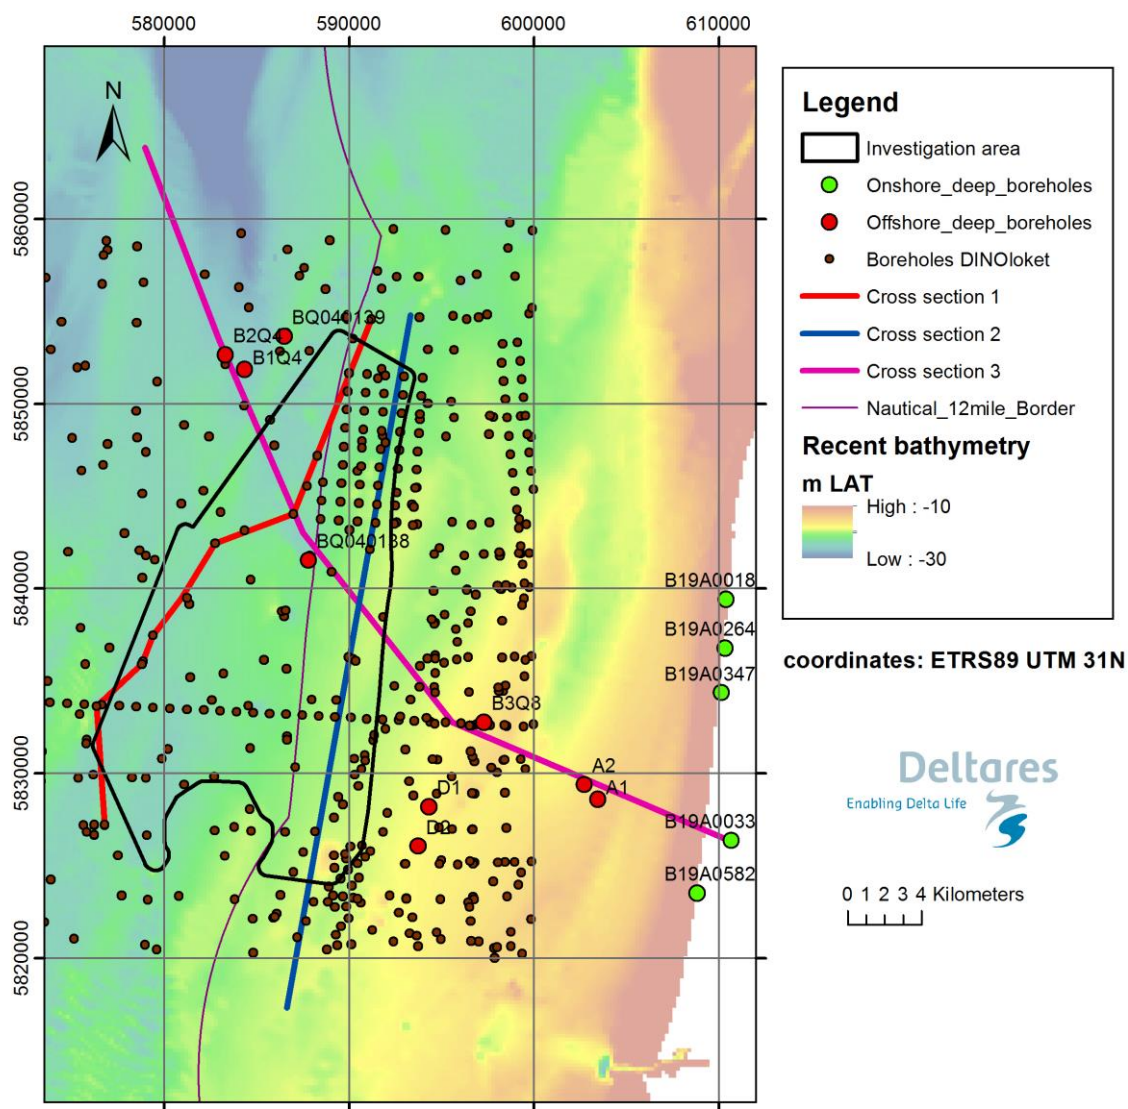 580000 590000 600000 610000
N
5860000
5850000
5840000
5830000
5820000
BQ040139
B2Q4
B1Q4
BQ040138
B19A0018
B19A0264
B19A0347
B3Q8
A2
A1
D1
D2
B19A0033
B19A0582
Legend
Investigation area
Onshore_deep_boreholes
Offshore_deep_boreholes
Boreholes DINOloket
Cross section 1
Cross section 2
Cross section 3
Nautical_12mile_Border
Recent bathymetry
m LAT
High : -10
Low : -30
coordinates: ETRS89 UTM 31N
Deltares
Enabling Delta Life
0 1 2 3 4 Kilometers